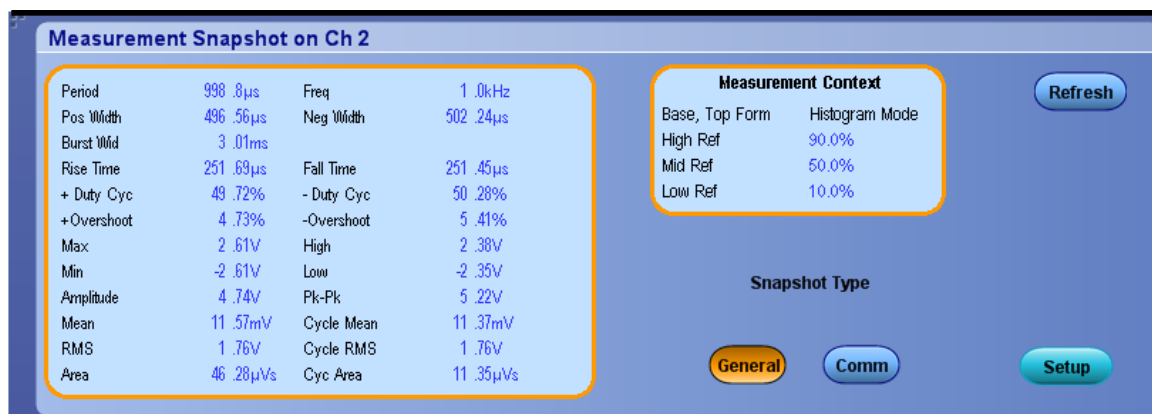 Measurement Snapshot on Ch 2
Period 998 .8µs Freq 1 .0kHz
Pos Width 496 .56µs Neg Width 502 .24µs
Burst Wid 3 .01ms
Rise Time 251 .69µs Fall Time 251 .45µs
+ Duty Cyc 49 .72% - Duty Cyc 50 .28%
+Overshoot 4 .73% -Overshoot 5 .41%
Max 2 .61V High 2 .38V
Min -2 .61V Low -2 .35V
Amplitude 4 .74V Pk-Pk 5 .22V
Mean 11 .57mV Cycle Mean 11 .37mV
RMS 1 .76V Cycle RMS 1 .76V
Area 46 .28µVs Cyc Area 11 .35µVs
Measurement Context
Base, Top Form Histogram Mode
High Ref 90.0%
Mid Ref 50.0%
Low Ref 10.0%
Snapshot Type
General Comm
Refresh
Setup